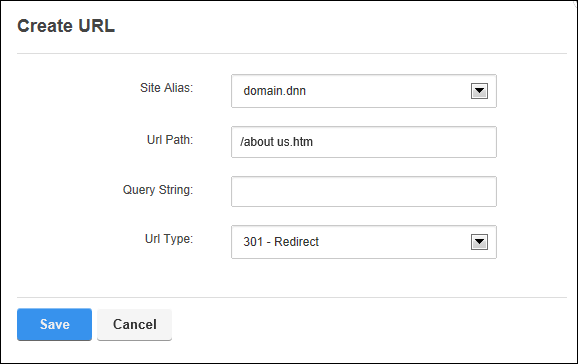 Create URL
Site Alias: domain.dnn
Url Path: /about us.htm
Query String:
Url Type: 301 - Redirect
Save Cancel